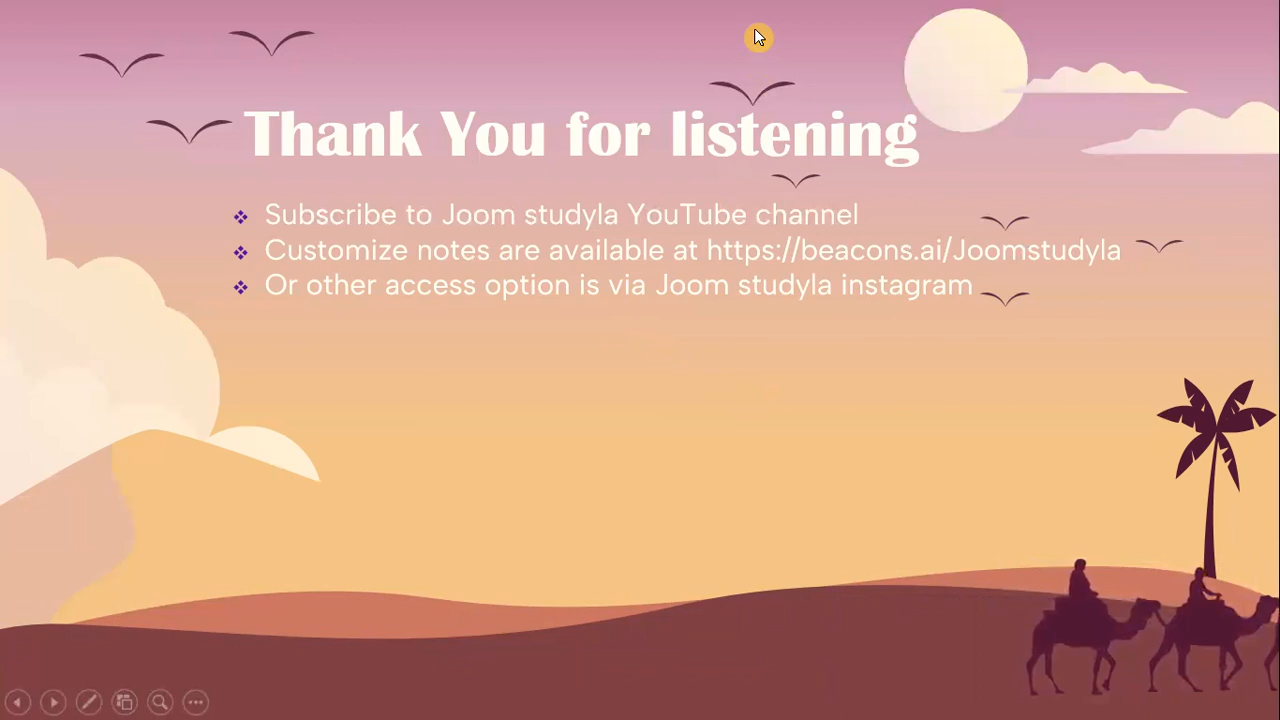 Thank You for listening
Subscribe to Joom studyla YouTube channel
Customize notes are available at https://beacons.ai/Joomstudyla
Or other access option is via Joom studyla instagram